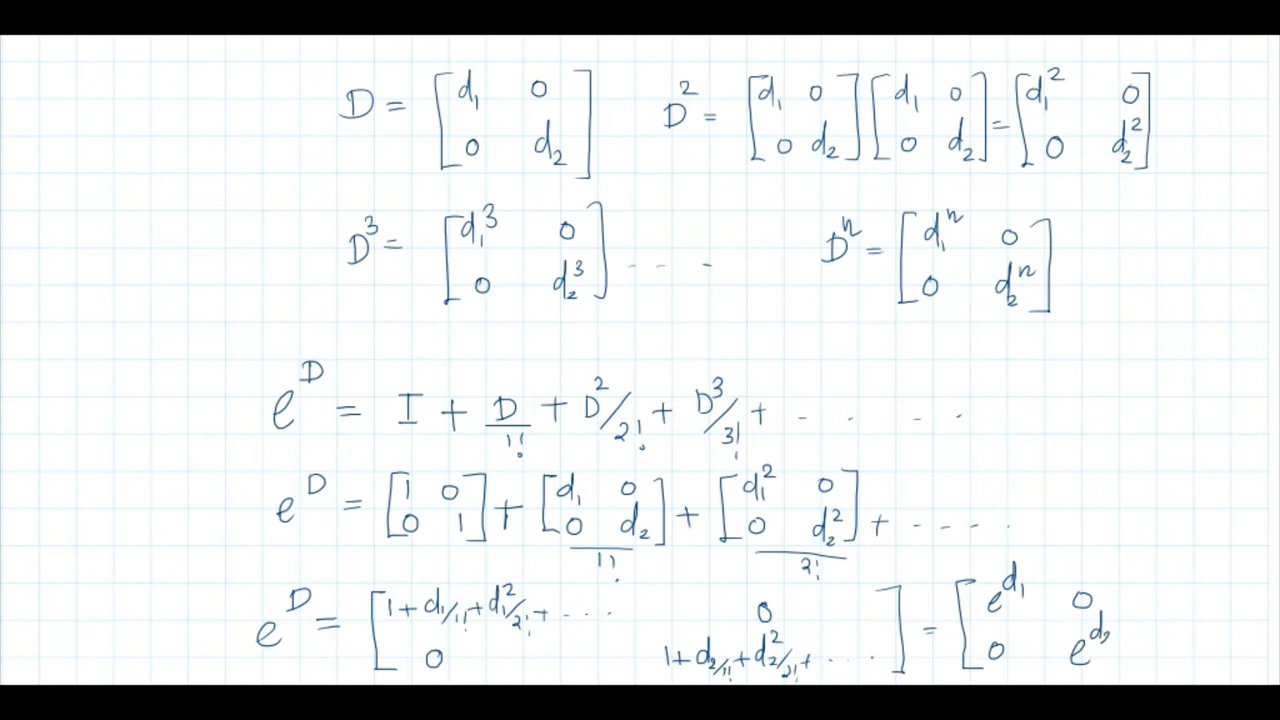 D = [d₁ 0; 0 d₂] D² = [d₁ 0; 0 d₂] [d₁ 0; 0 d₂] = [d₁² 0; 0 d₂²]
D³ = [d₁³ 0; 0 d₂³] - - - Dⁿ = [d₁ⁿ 0; 0 d₂ⁿ]
e^D = I + D/1! + D²/2! + D³/3! + - - - -
e^D = [1 0; 0 1] + [d₁ 0; 0 d₂]/1! + [d₁² 0; 0 d₂²]/2! + - - - -
e^D = [1 + d₁/1! + d₁²/2! + ... 0; 0 1 + d₂/1! + d₂²/2! + ....] = [e^d₁ 0; 0 e^d₂]